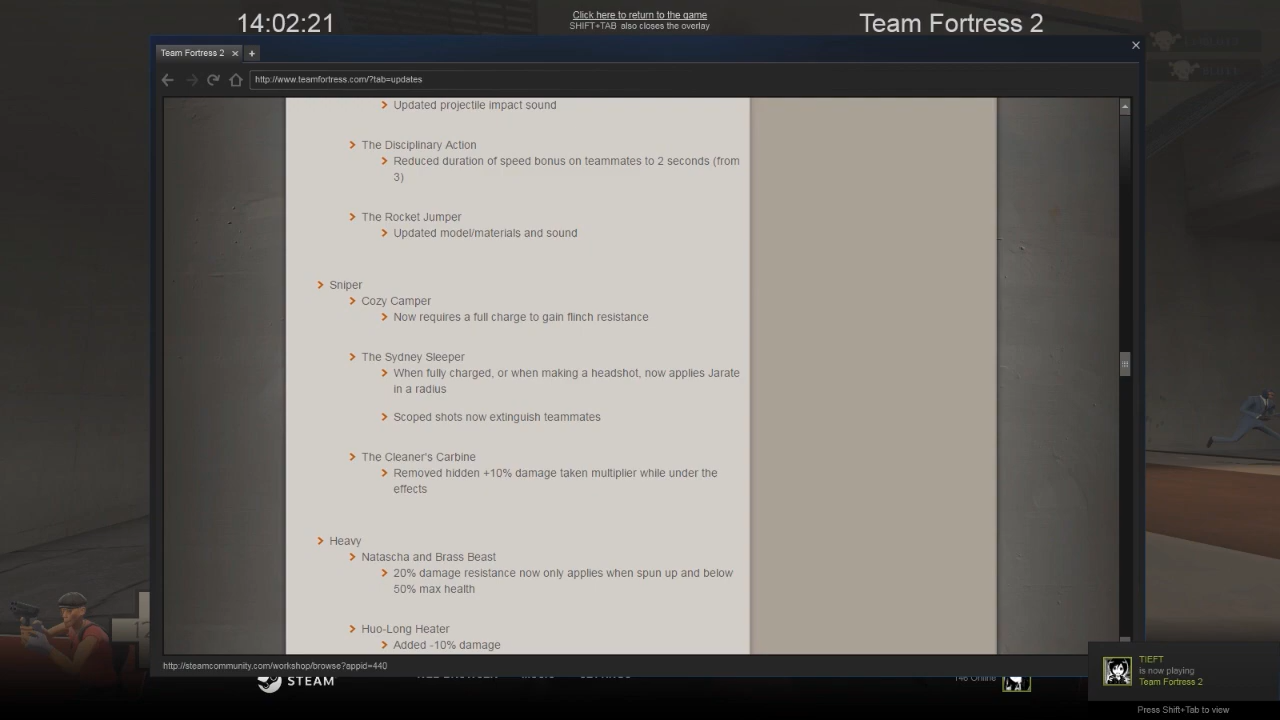 14:02:21
Click here to return to the game
SHIFT+TAB also closes the overlay
Team Fortress 2
Team Fortress 2
http://www.teamfortress.com/?tab=updates
Updated projectile impact sound
The Disciplinary Action
Reduced duration of speed bonus on teammates to 2 seconds (from
3)
The Rocket Jumper
Updated model/materials and sound
Sniper
Cozy Camper
Now requires a full charge to gain flinch resistance
The Sydney Sleeper
When fully charged, or when making a headshot, now applies Jarate
in a radius
Scoped shots now extinguish teammates
The Cleaner's Carbine
Removed hidden +10% damage taken multiplier while under the
effects
Heavy
Natascha and Brass Beast
20% damage resistance now only applies when spun up and below
50% max health
Huo-Long Heater
Added -10% damage
http://steamcommunity.com/workshop/browse?appid=440
STEAM
WEB BROWSER
MUSIC
SETTINGS
Online
TIEFT
is now playing
Team Fortress 2
Press Shift+Tab to view